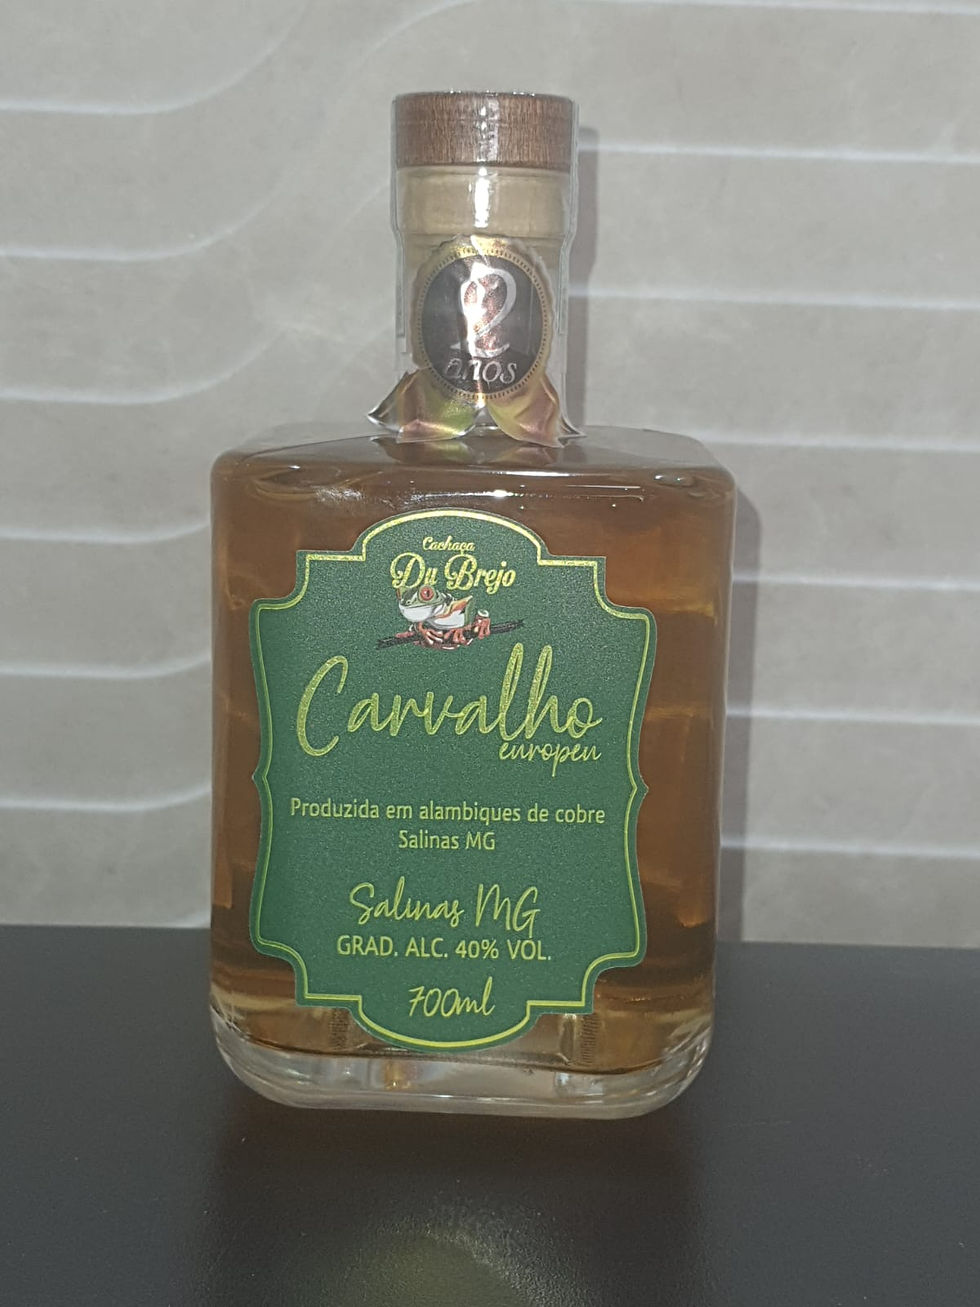 2
anos
Cachaça
Du Brejo
Carvalho
europeu
Produzida em alambiques de cobre
Salinas MG
Salinas MG
GRAD. ALC. 40% VOL.
700ml